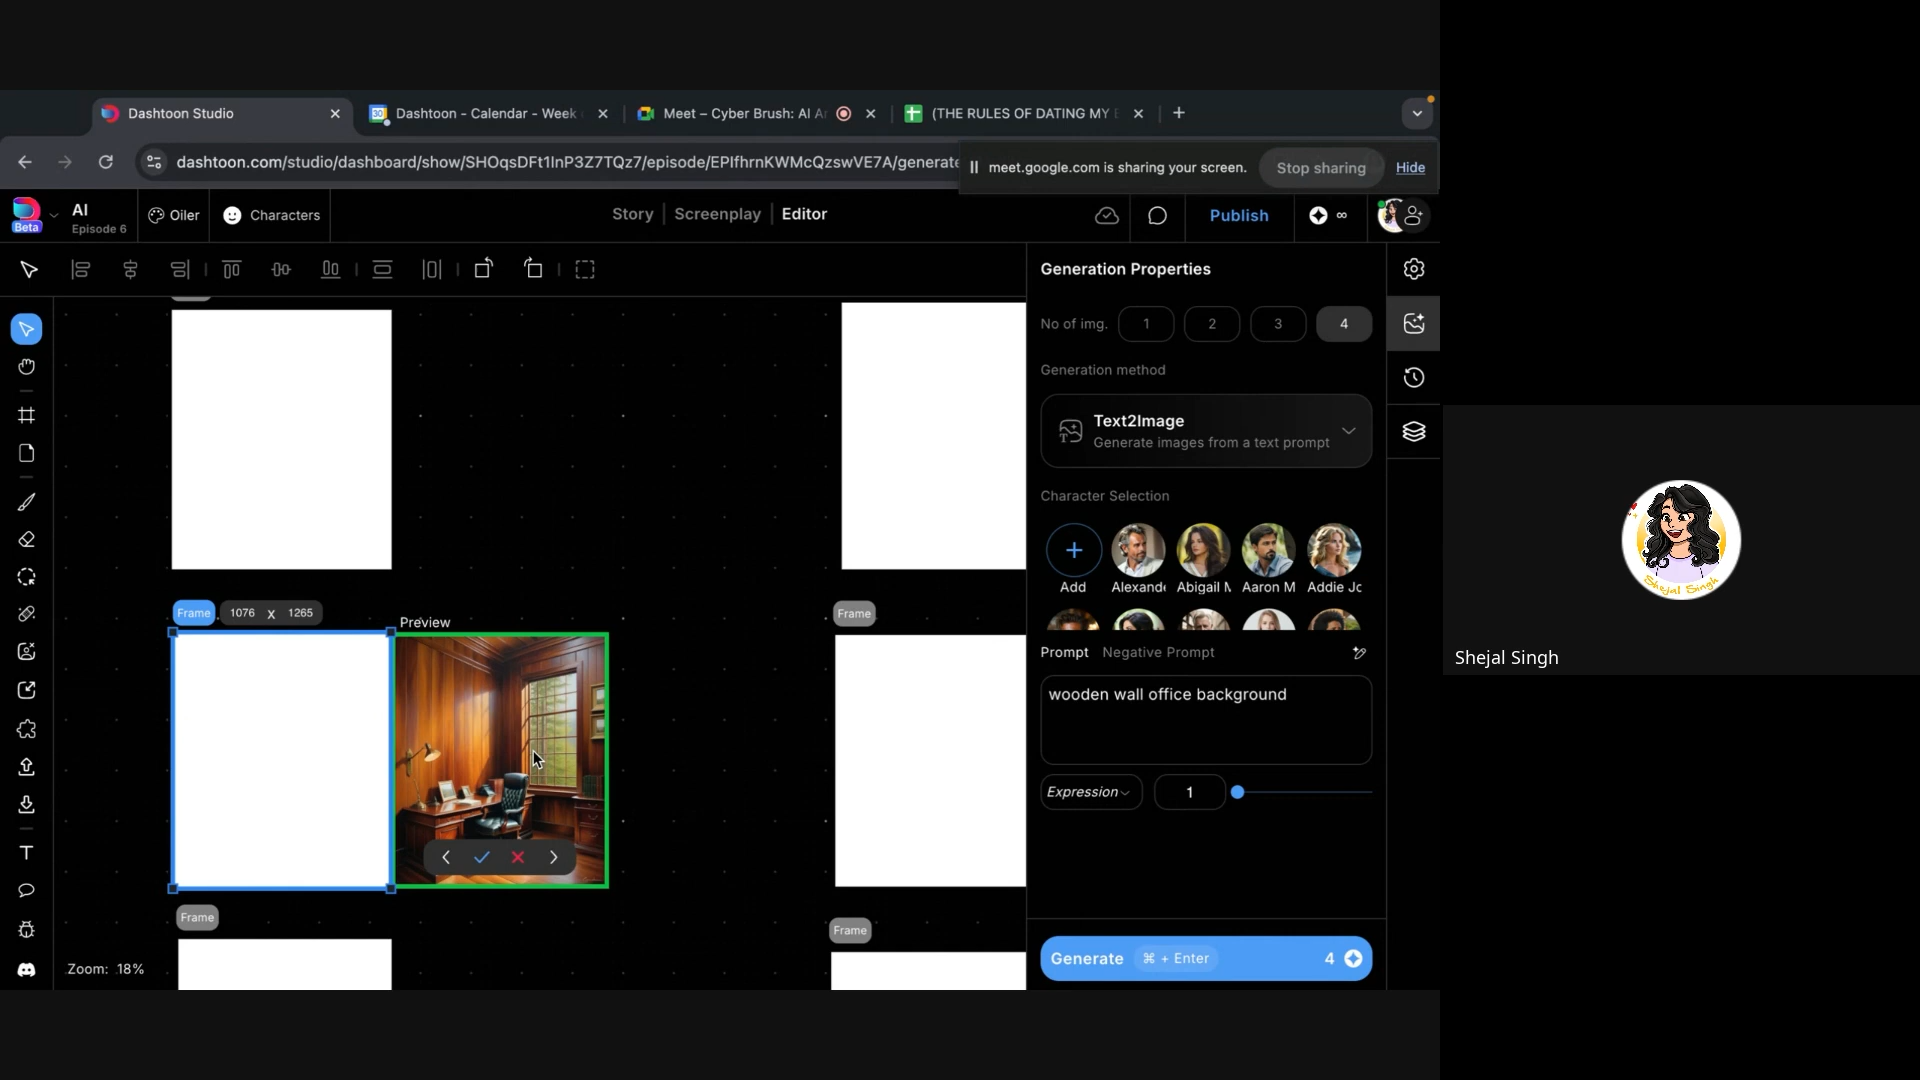 Dashtoon Studio
Dashtoon - Calendar - Week
Meet – Cyber Brush: AI A
(THE RULES OF DATING MY
dashtoon.com/studio/dashboard/show/SHOqsDFt1lnP3Z7TQz7/episode/EPIfhrnKWMcQzswVE7A/generate
meet.google.com is sharing your screen.
Stop sharing
Hide
Beta
AI
Episode 6
Oiler
Characters
Story
Screenplay
Editor
Publish
∞
Generation Properties
No of img.
1
2
3
4
Generation method
Text2Image
Generate images from a text prompt
Character Selection
Add
Alexande
Abigail M
Aaron M
Addie Jc
Frame
1076 x 1265
Preview
Frame
Prompt
Negative Prompt
wooden wall office background
Expression
1
Frame
Frame
Generate
⌘ + Enter
4
Zoom: 18%
Shejal Singh
Shejal Singh